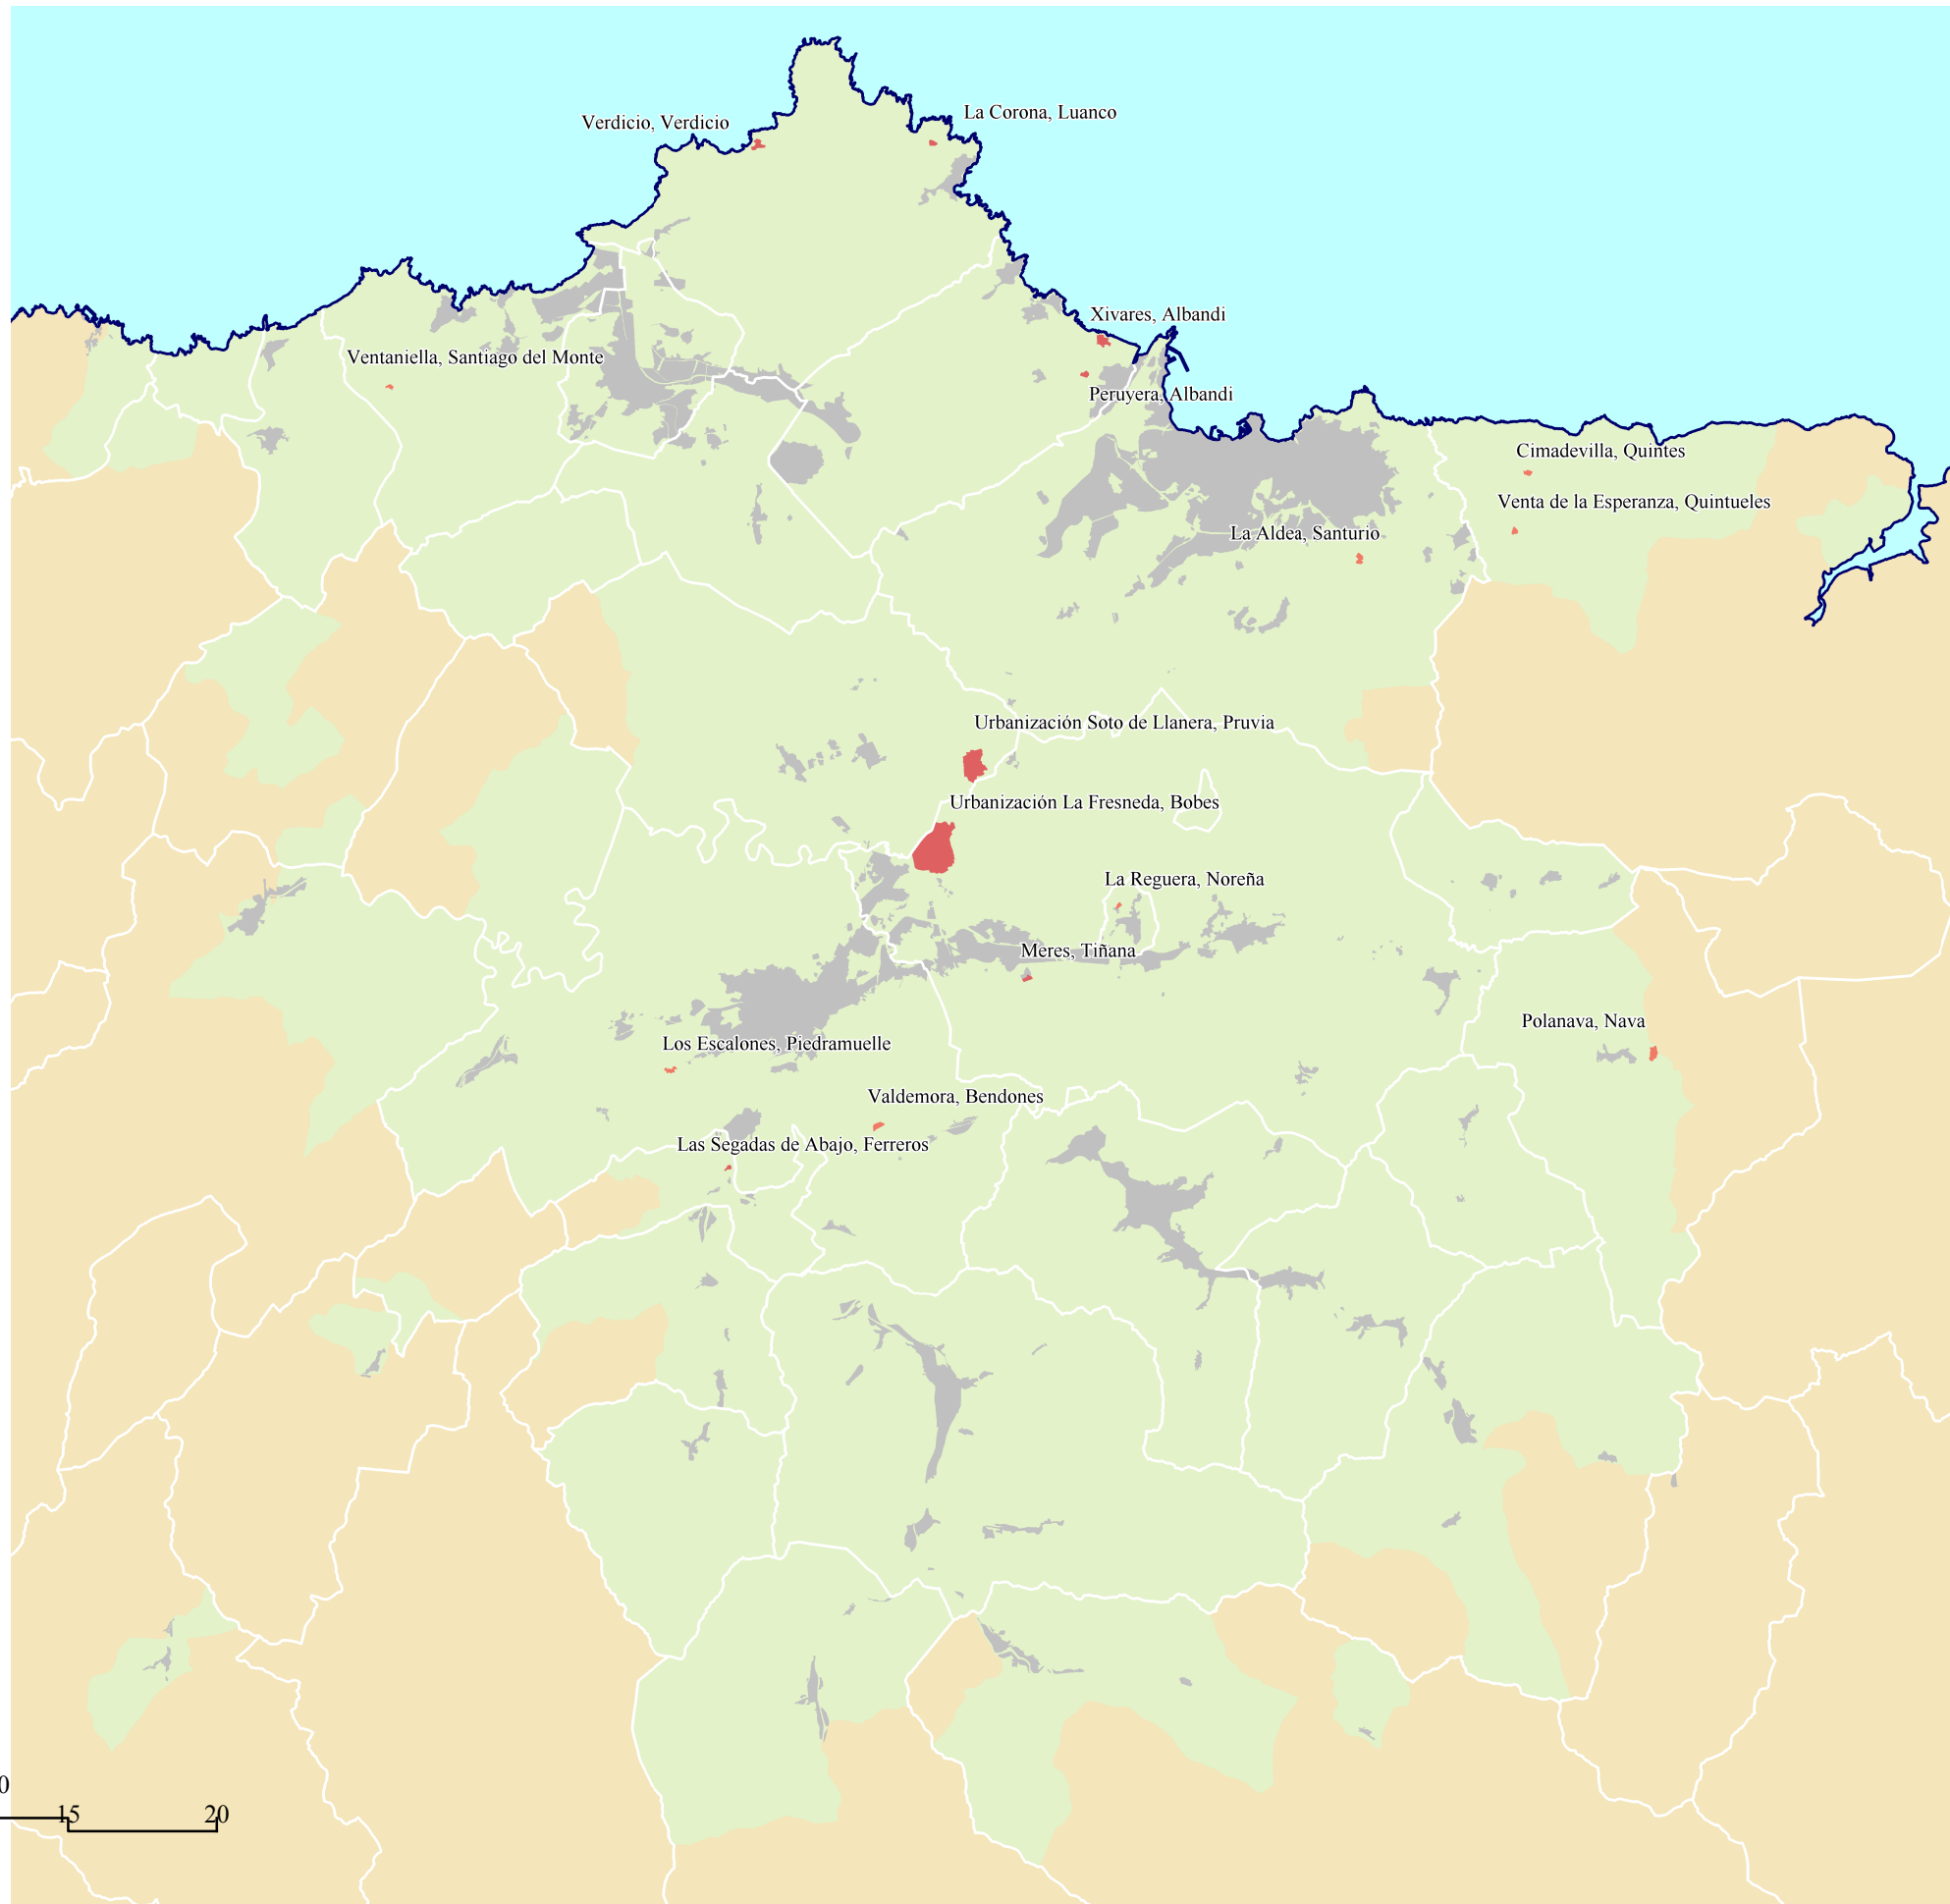 La Corona, Luanco
Verdicio, Verdicio
Xivares, Albandi
Ventaniella, Santiago del Monte
Peruyera, Albandi
Cimadevilla, Quintes
Venta de la Esperanza, Quintueles
La Aldea, Santurio
Urbanización Soto de Llanera, Pruvia
Urbanización La Fresneda, Bobes
La Reguera, Noreña
Meres, Tiñana
Polanava, Nava
Los Escalones, Piedramuelle
Valdemora, Bendones
Las Segadas de Abajo, Ferreros
0
15 20